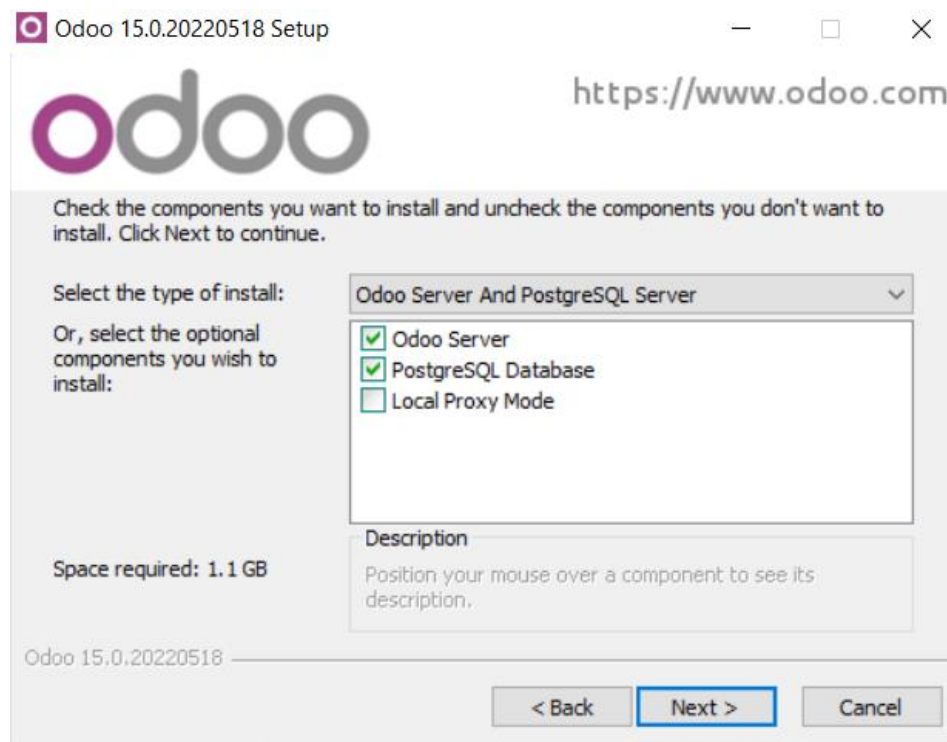 Odoo 15.0.20220518 Setup
odoo
https://www.odoo.com
Check the components you want to install and uncheck the components you don't want to
install. Click Next to continue.
Select the type of install:
Odoo Server And PostgreSQL Server
Or, select the optional
components you wish to
install:
Odoo Server
PostgreSQL Database
Local Proxy Mode
Space required: 1.1 GB
Description
Position your mouse over a component to see its
description.
Odoo 15.0.20220518
< Back
Next >
Cancel